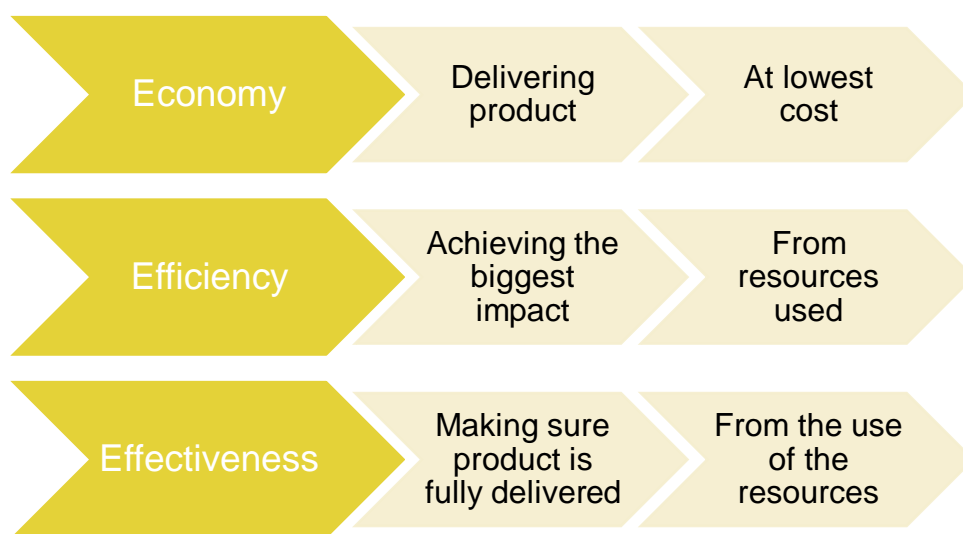 Economy
Delivering
product
At lowest
cost
Efficiency
Achieving the
biggest
impact
From
resources
used
Effectiveness
Making sure
product is
fully delivered
From the use
of the
resources